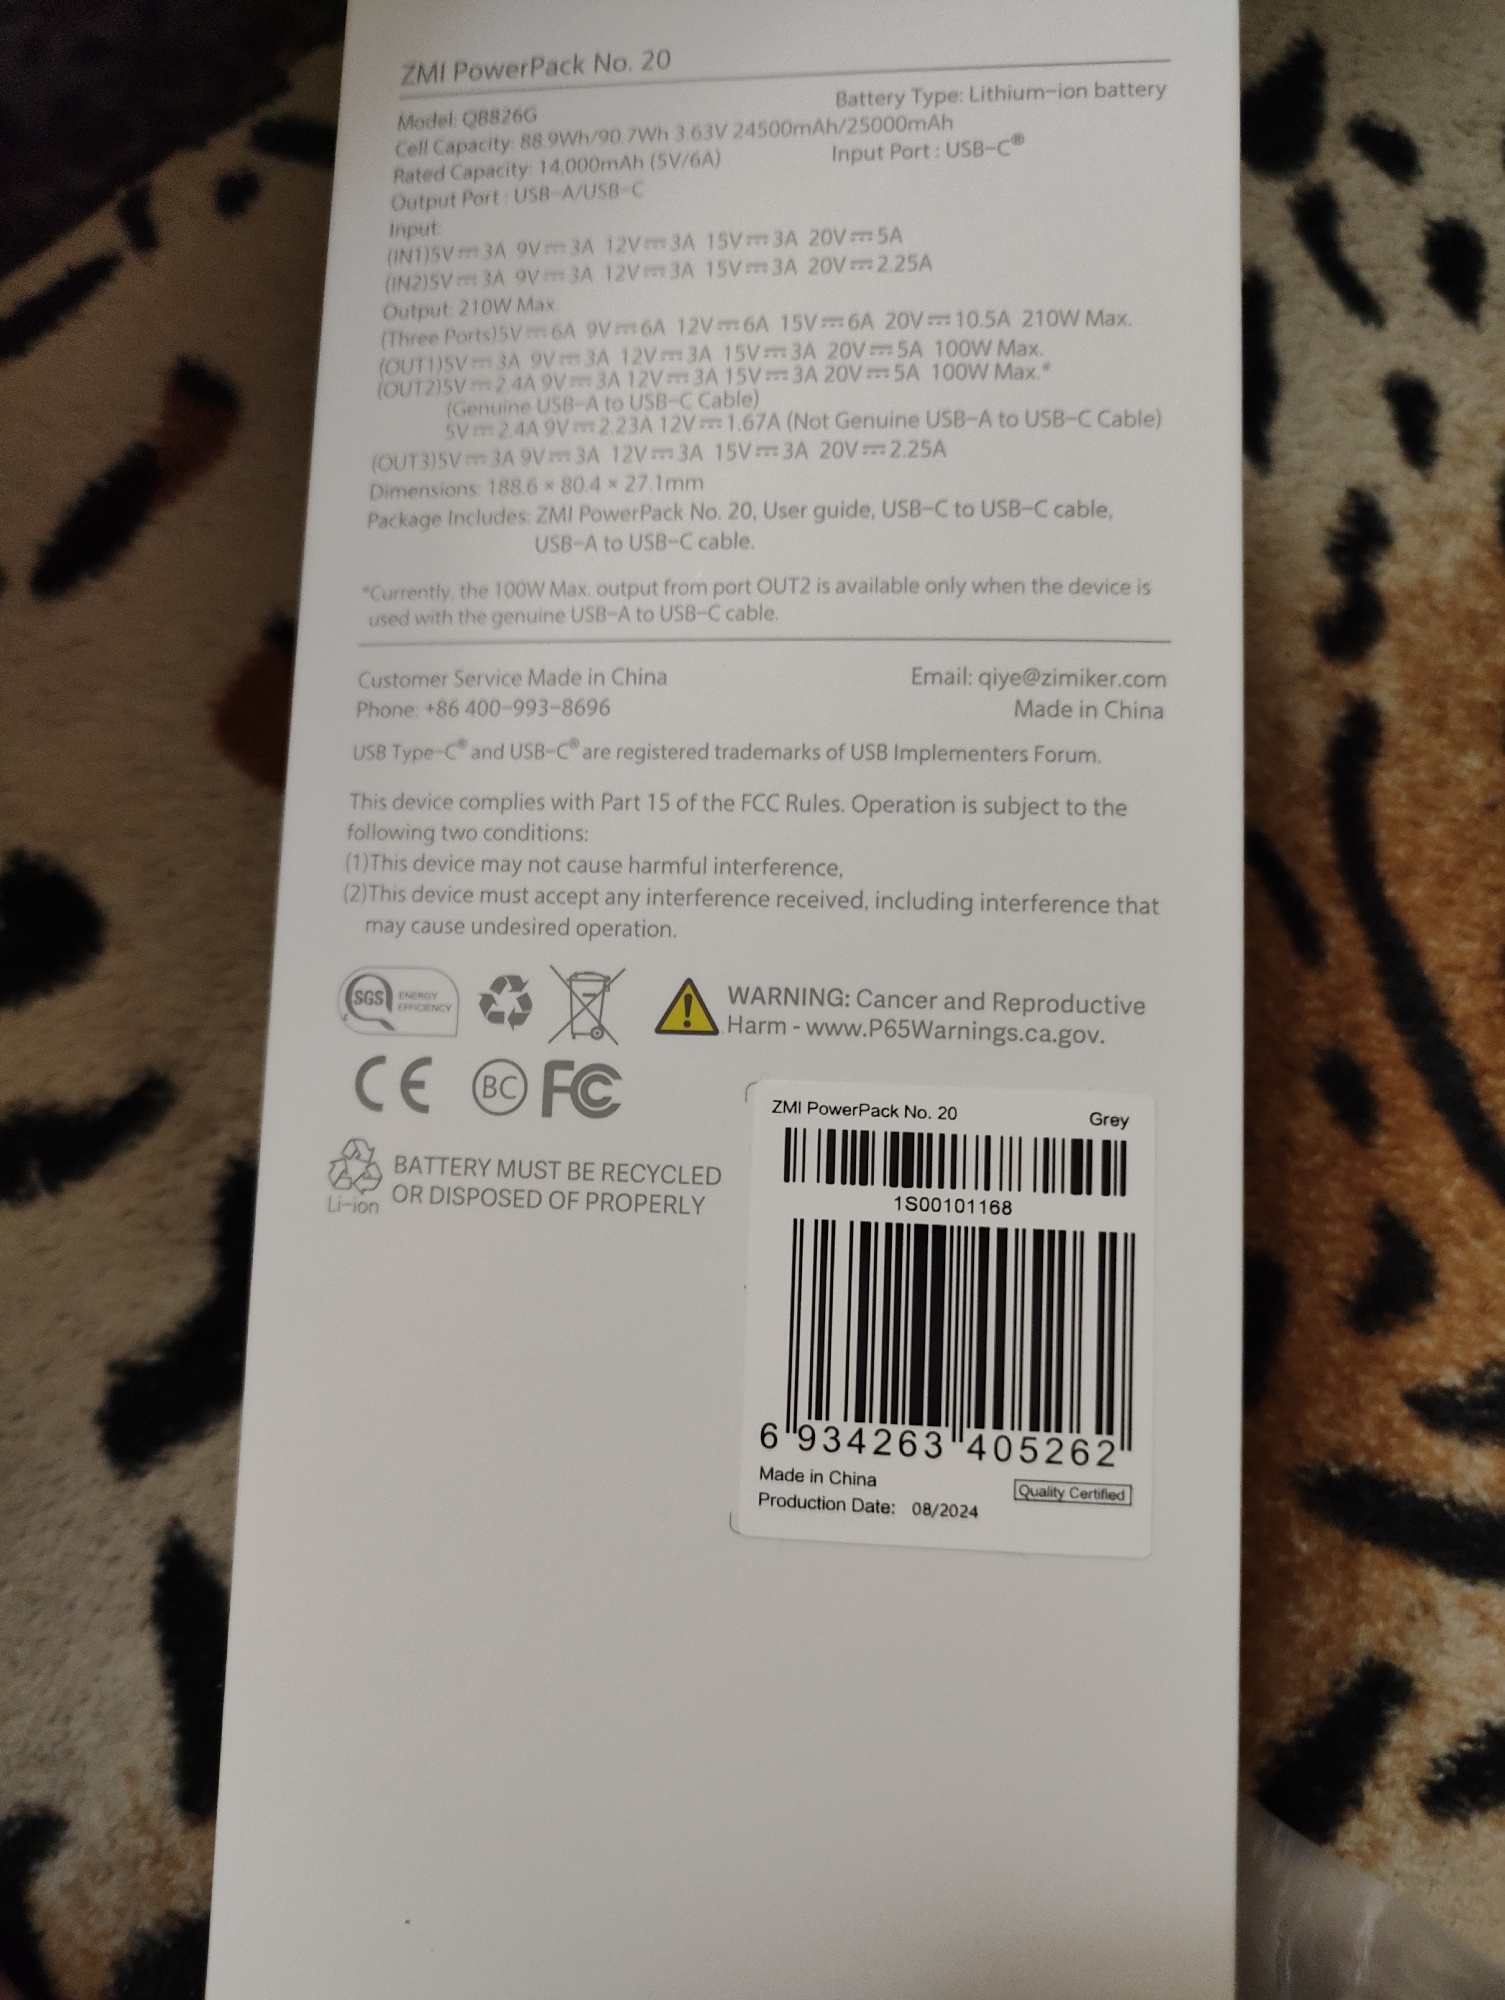 ZMI PowerPack No. 20
Model: QB826G
Battery Type: Lithium-ion battery
Cell Capacity: 88.9Wh/90.7Wh 3.63V 24500mAh/25000mAh
Rated Capacity: 14,000mAh (5V/6A)
Input Port : USB-C®
Output Port : USB-A/USB-C
Input:
(IN1)5V⎓3A 9V⎓3A 12V⎓3A 15V⎓3A 20V⎓5A
(IN2)5V⎓3A 9V⎓3A 12V⎓3A 15V⎓3A 20V⎓2.25A
Output: 210W Max.
(Three Ports)5V⎓6A 9V⎓6A 12V⎓6A 15V⎓6A 20V⎓10.5A 210W Max.
(OUT1)5V⎓3A 9V⎓3A 12V⎓3A 15V⎓3A 20V⎓5A 100W Max.
(OUT2)5V⎓2.4A 9V⎓3A 12V⎓3A 15V⎓3A 20V⎓5A 100W Max.*
(Genuine USB-A to USB-C Cable)
5V⎓2.4A 9V⎓2.23A 12V⎓1.67A (Not Genuine USB-A to USB-C Cable)
(OUT3)5V⎓3A 9V⎓3A 12V⎓3A 15V⎓3A 20V⎓2.25A
Dimensions: 188.6 × 80.4 × 27.1mm
Package Includes: ZMI PowerPack No. 20, User guide, USB-C to USB-C cable,
USB-A to USB-C cable.
*Currently, the 100W Max. output from port OUT2 is available only when the device is
used with the genuine USB-A to USB-C cable.
Customer Service Made in China
Email: qiye@zimiker.com
Phone: +86 400-993-8696
Made in China
USB Type-C® and USB-C® are registered trademarks of USB Implementers Forum.
This device complies with Part 15 of the FCC Rules. Operation is subject to the
following two conditions:
(1)This device may not cause harmful interference,
(2)This device must accept any interference received, including interference that
may cause undesired operation.
SGS ENERGY
EFFICIENCY
WARNING: Cancer and Reproductive
Harm - www.P65Warnings.ca.gov.
CE BC FC
BATTERY MUST BE RECYCLED
OR DISPOSED OF PROPERLY
Li-ion
ZMI PowerPack No. 20 Grey
1S00101168
6 934263 405262
Made in China
Quality Certified
Production Date: 08/2024